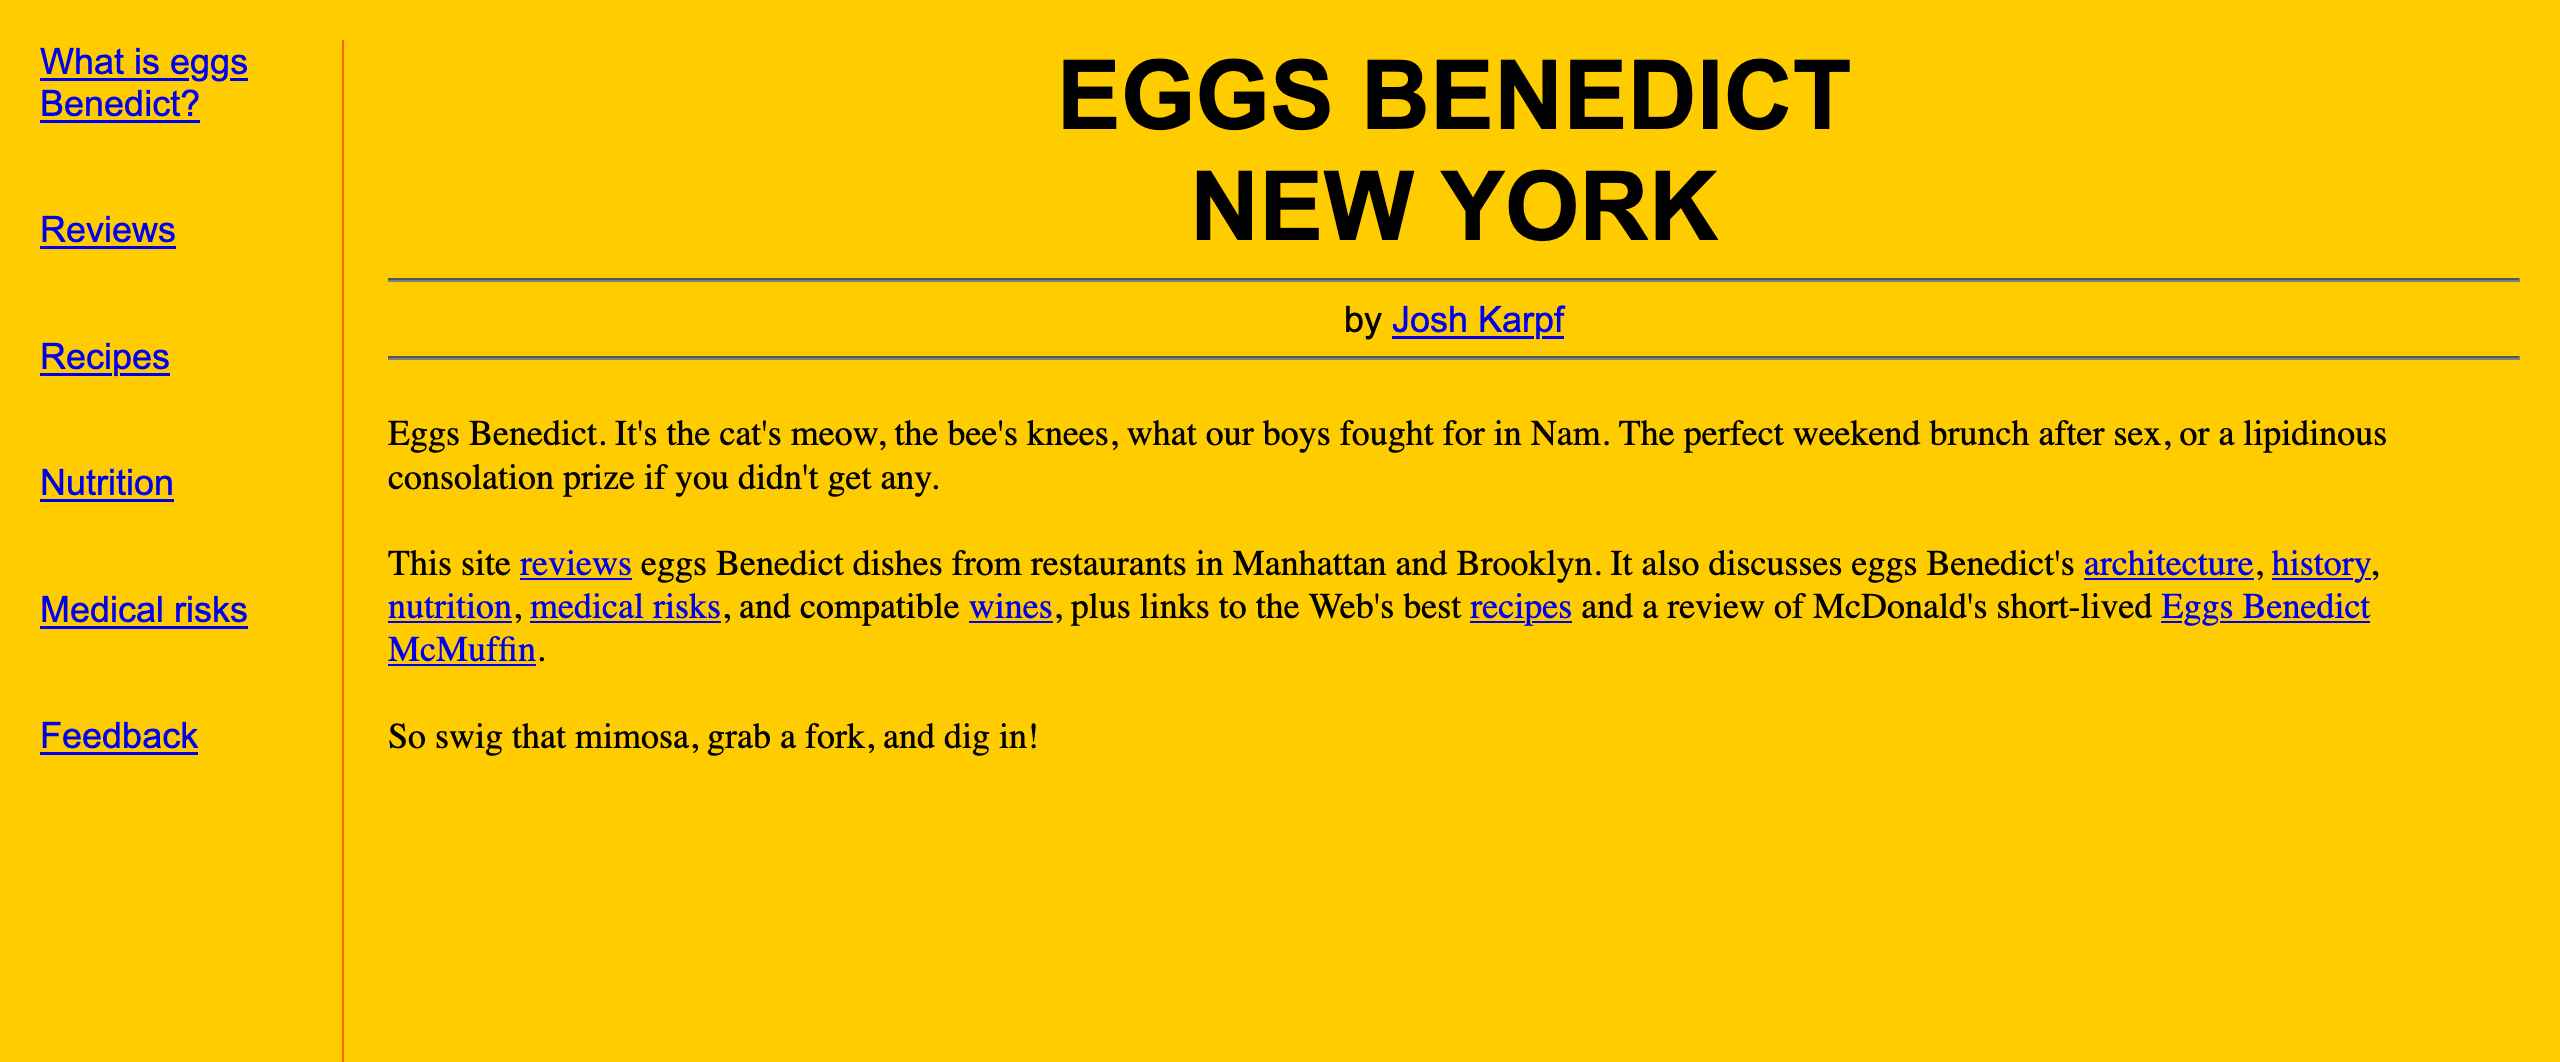 What is eggs
Benedict?
Reviews
Recipes
Nutrition
Medical risks
Feedback
EGGS BENEDICT
NEW YORK
by Josh Karpf
Eggs Benedict. It's the cat's meow, the bee's knees, what our boys fought for in Nam. The perfect weekend brunch after sex, or a lipidinous
consolation prize if you didn't get any.
This site reviews eggs Benedict dishes from restaurants in Manhattan and Brooklyn. It also discusses eggs Benedict's architecture, history,
nutrition, medical risks, and compatible wines, plus links to the Web's best recipes and a review of McDonald's short-lived Eggs Benedict
McMuffin.
So swig that mimosa, grab a fork, and dig in!